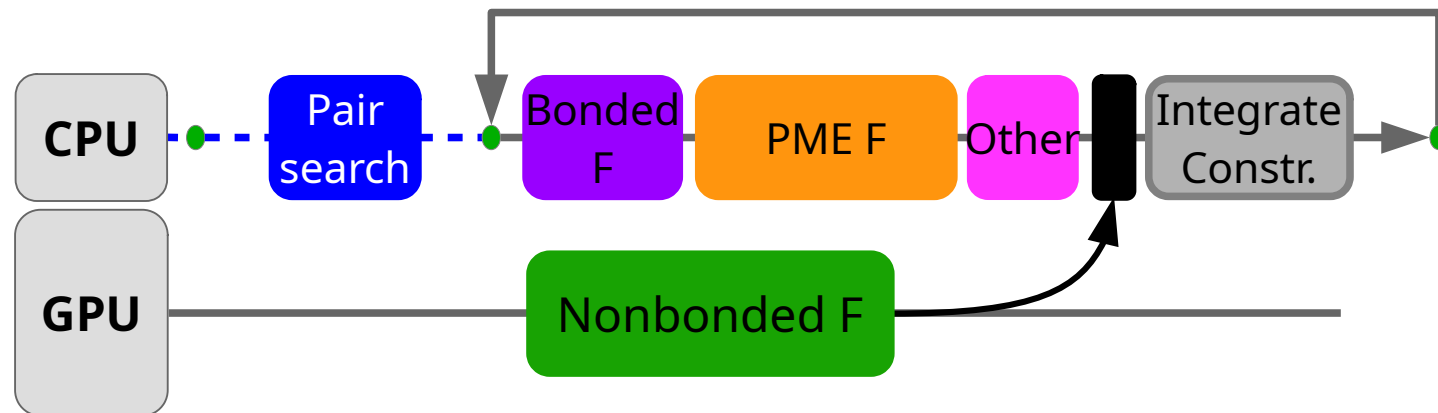 CPU
Pair
search
Bonded
F
PME F
Other
Integrate
Constr.
GPU
Nonbonded F